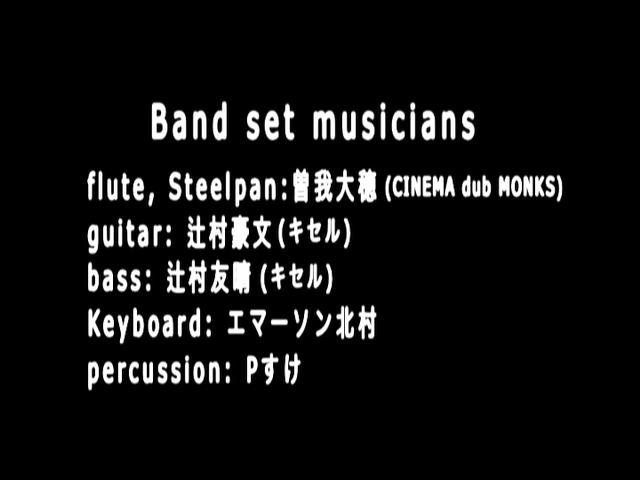 Band set musicians
flute, Steelpan:曽我大穂 (CINEMA dub MONKS)
guitar: 辻村豪文 (キセル)
bass: 辻村友晴 (キセル)
Keyboard: エマーソン北村
percussion: Pすけ